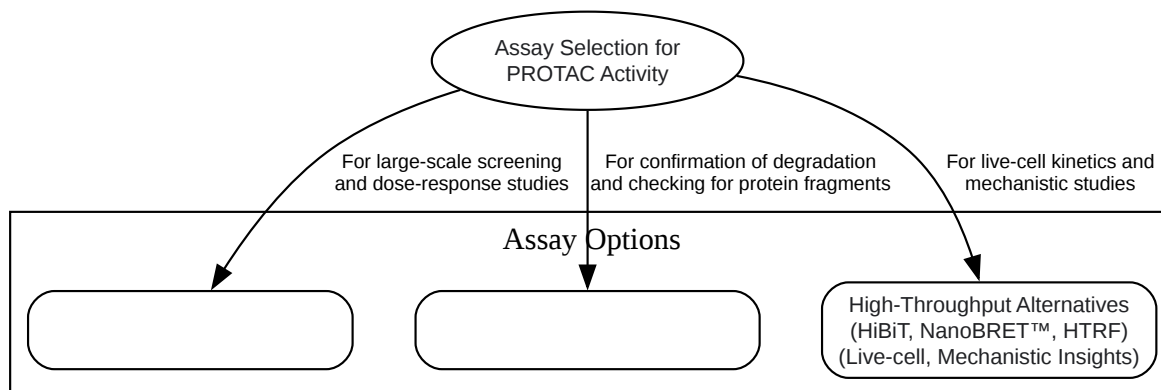 Assay Selection for
PROTAC Activity
For large-scale screening
and dose-response studies
For confirmation of degradation
and checking for protein fragments
For live-cell kinetics and
mechanistic studies
Assay Options
High-Throughput Alternatives
(HiBiT, NanoBRET™, HTRF)
(Live-cell, Mechanistic Insights)